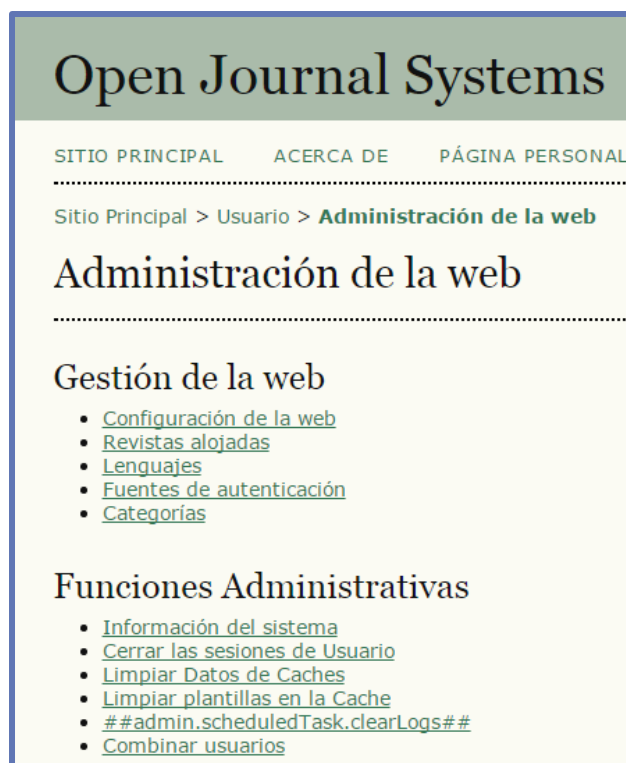 Open Journal Systems
SITIO PRINCIPAL ACERCA DE PÁGINA PERSONAL
Sitio Principal > Usuario > Administración de la web
Administración de la web
Gestión de la web
Configuración de la web
Revistas alojadas
Lenguajes
Fuentes de autenticación
Categorías
Funciones Administrativas
Información del sistema
Cerrar las sesiones de Usuario
Limpiar Datos de Caches
Limpiar plantillas en la Cache
##admin.scheduledTask.clearLogs##
Combinar usuarios